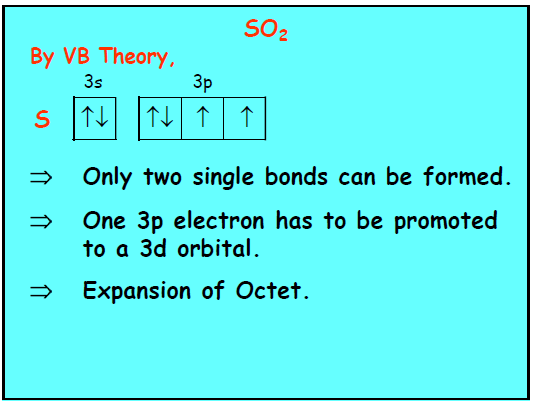 SO₂
By VB Theory,
3s 3p
S ↑↓ ↑↓ ↑ ↑
⇒ Only two single bonds can be formed.
⇒ One 3p electron has to be promoted
to a 3d orbital.
⇒ Expansion of Octet.